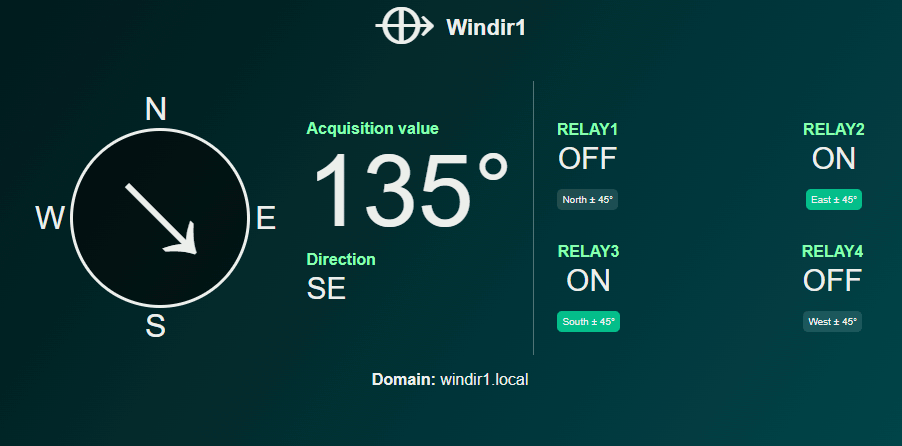 Windir1
N
W
E
S
Acquisition value
135°
Direction
SE
RELAY1
OFF
North ± 45°
RELAY2
ON
East ± 45°
RELAY3
ON
South ± 45°
RELAY4
OFF
West ± 45°
Domain: windir1.local